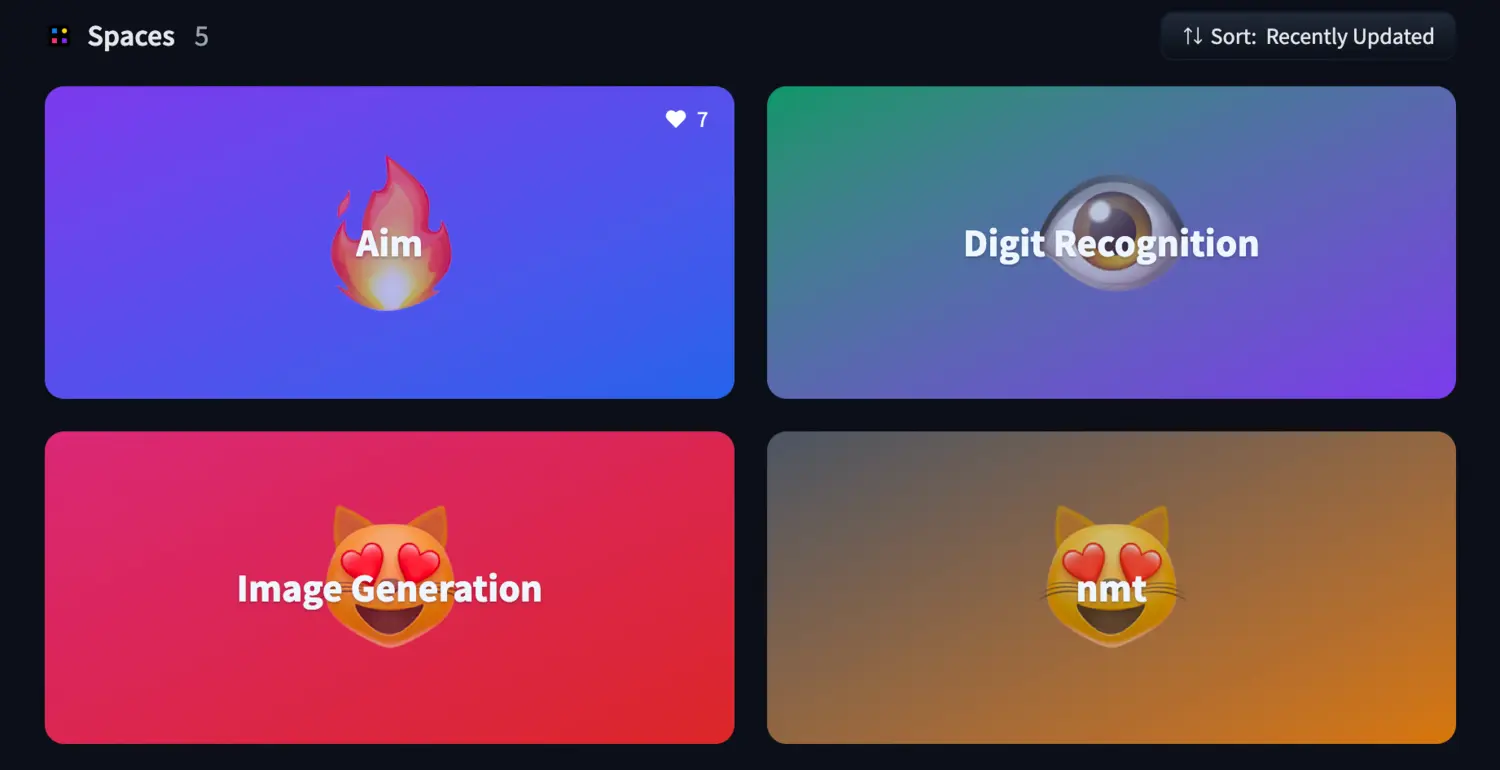 Spaces 5
Sort: Recently Updated
7
Aim
Digit Recognition
Image Generation
nmt